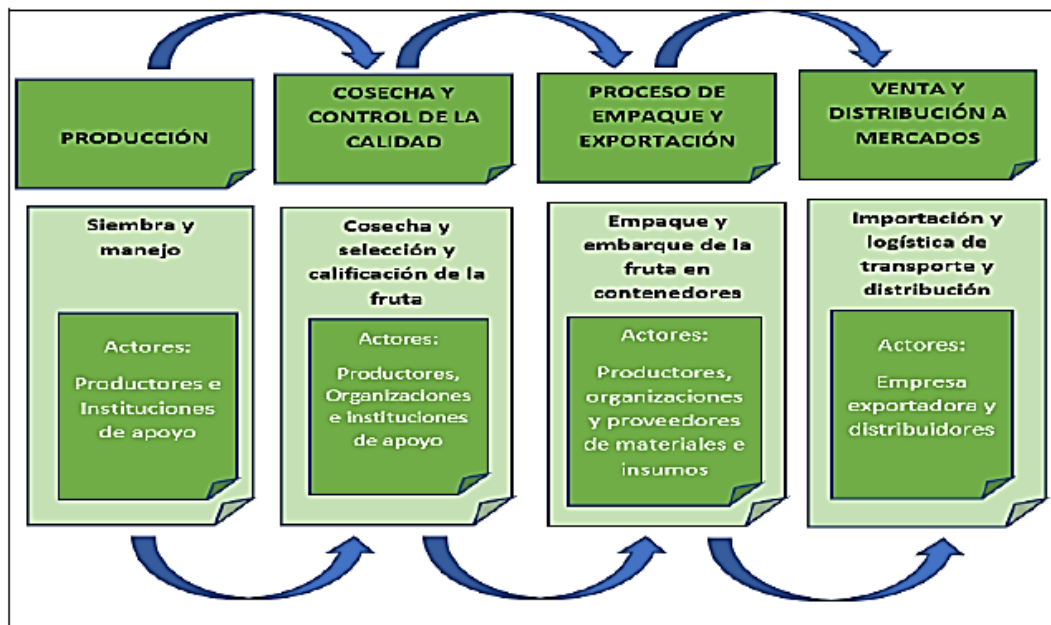 PRODUCCIÓN
COSECHA Y
CONTROL DE LA
CALIDAD
PROCESO DE
EMPAQUE Y
EXPORTACIÓN
VENTA Y
DISTRIBUCIÓN A
MERCADOS
Siembra y
manejo
Actores:
Productores e
Instituciones
de apoyo
Cosecha y
selección y
calificación de la
fruta
Actores:
Productores,
Organizaciones
e instituciones
de apoyo
Empaque y
embarque de la
fruta en
contenedores
Actores:
Productores,
organizaciones
y proveedores
de materiales e
insumos
Importación y
logística de
transporte y
distribución
Actores:
Empresa
exportadora y
distribuidores